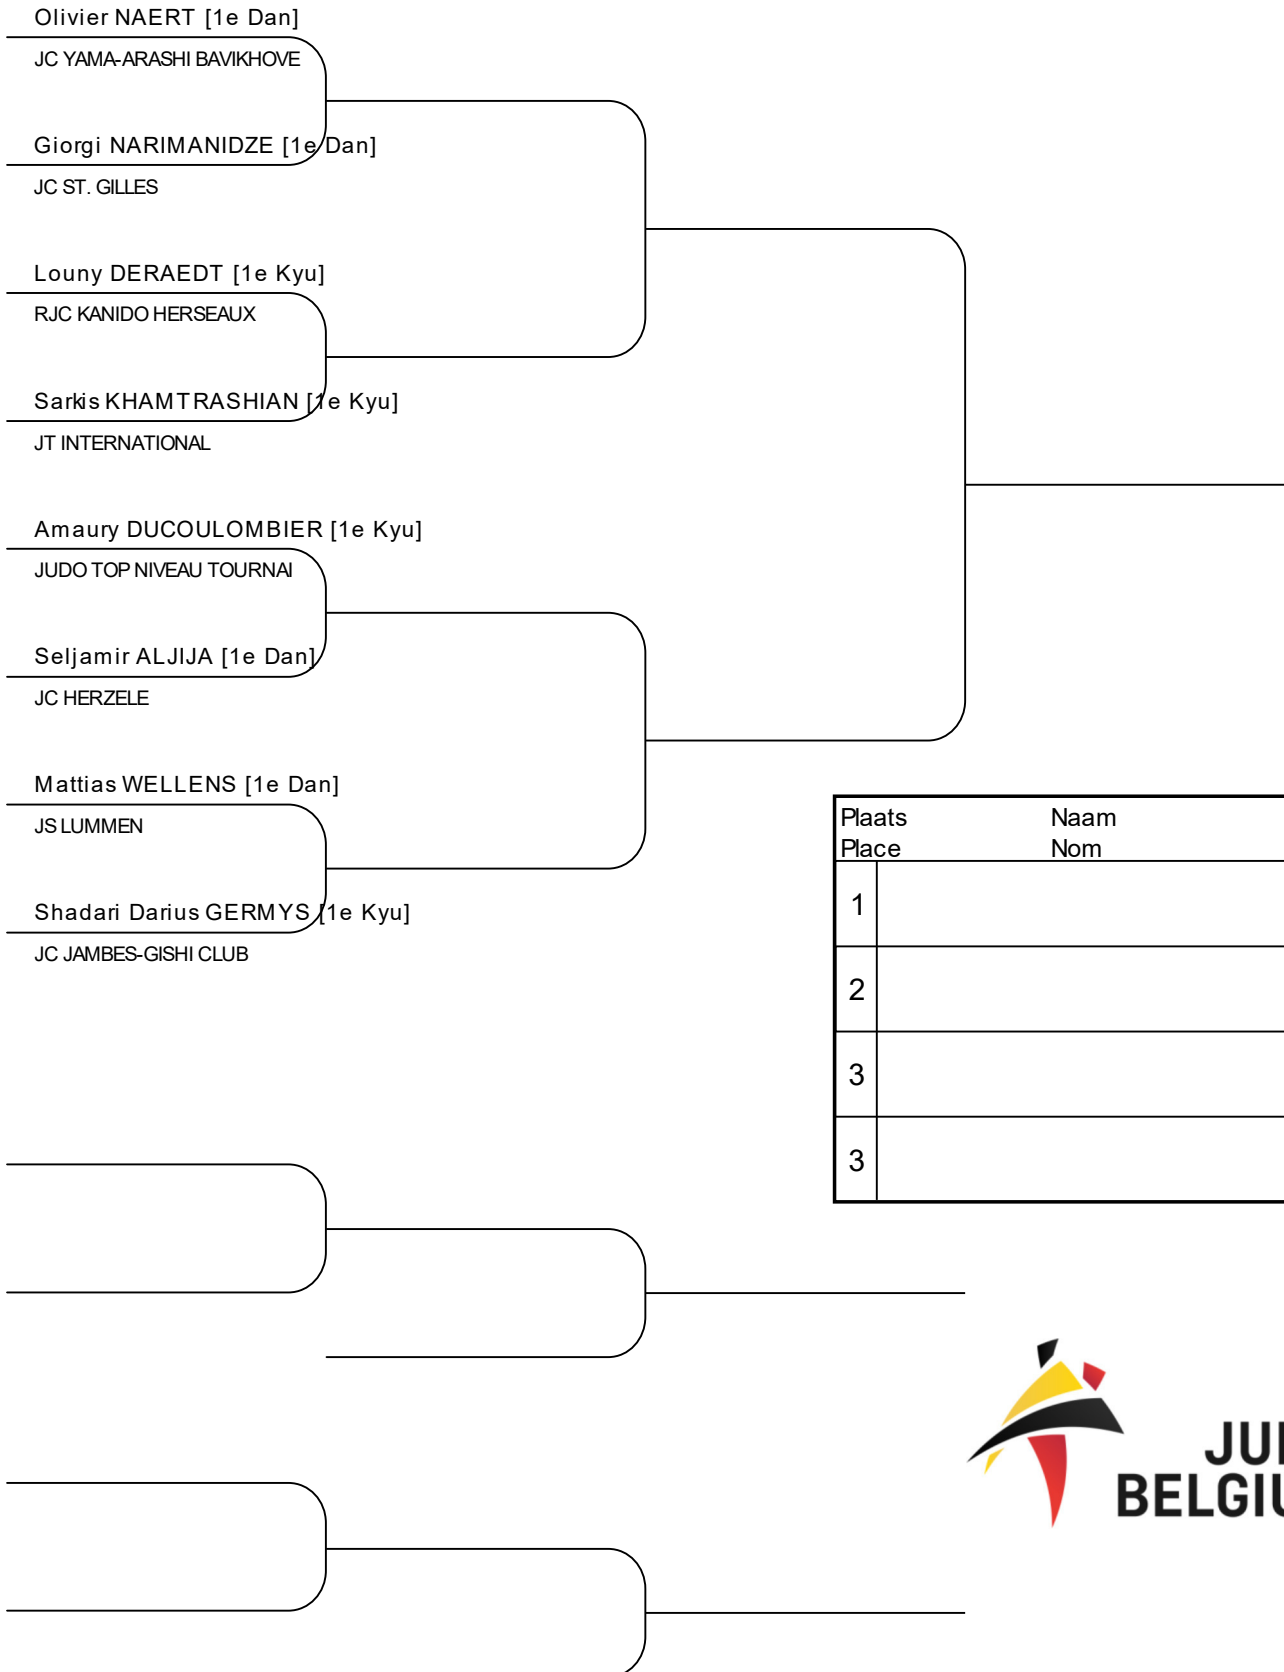 Olivier NAERT [1e Dan]
JC YAMA-ARASHI BAVIKHOVE
Giorgi NARIMANIDZE [1e Dan]
JC ST. GILLES
Louny DERAEDT [1e Kyu]
RJC KANIDO HERSEAUX
Sarkis KHAMTRASHIAN [1e Kyu]
JT INTERNATIONAL
Amaury DUCOULOMBIER [1e Kyu]
JUDO TOP NIVEAU TOURNAI
Seljamir ALJIJA [1e Dan]
JC HERZELE
Mattias WELLENS [1e Dan]
JS LUMMEN
Shadari Darius GERMYS [1e Kyu]
JC JAMBES-GISHI CLUB
Plaats Naam
Place Nom
1
2
3
3
JU
BELGIU